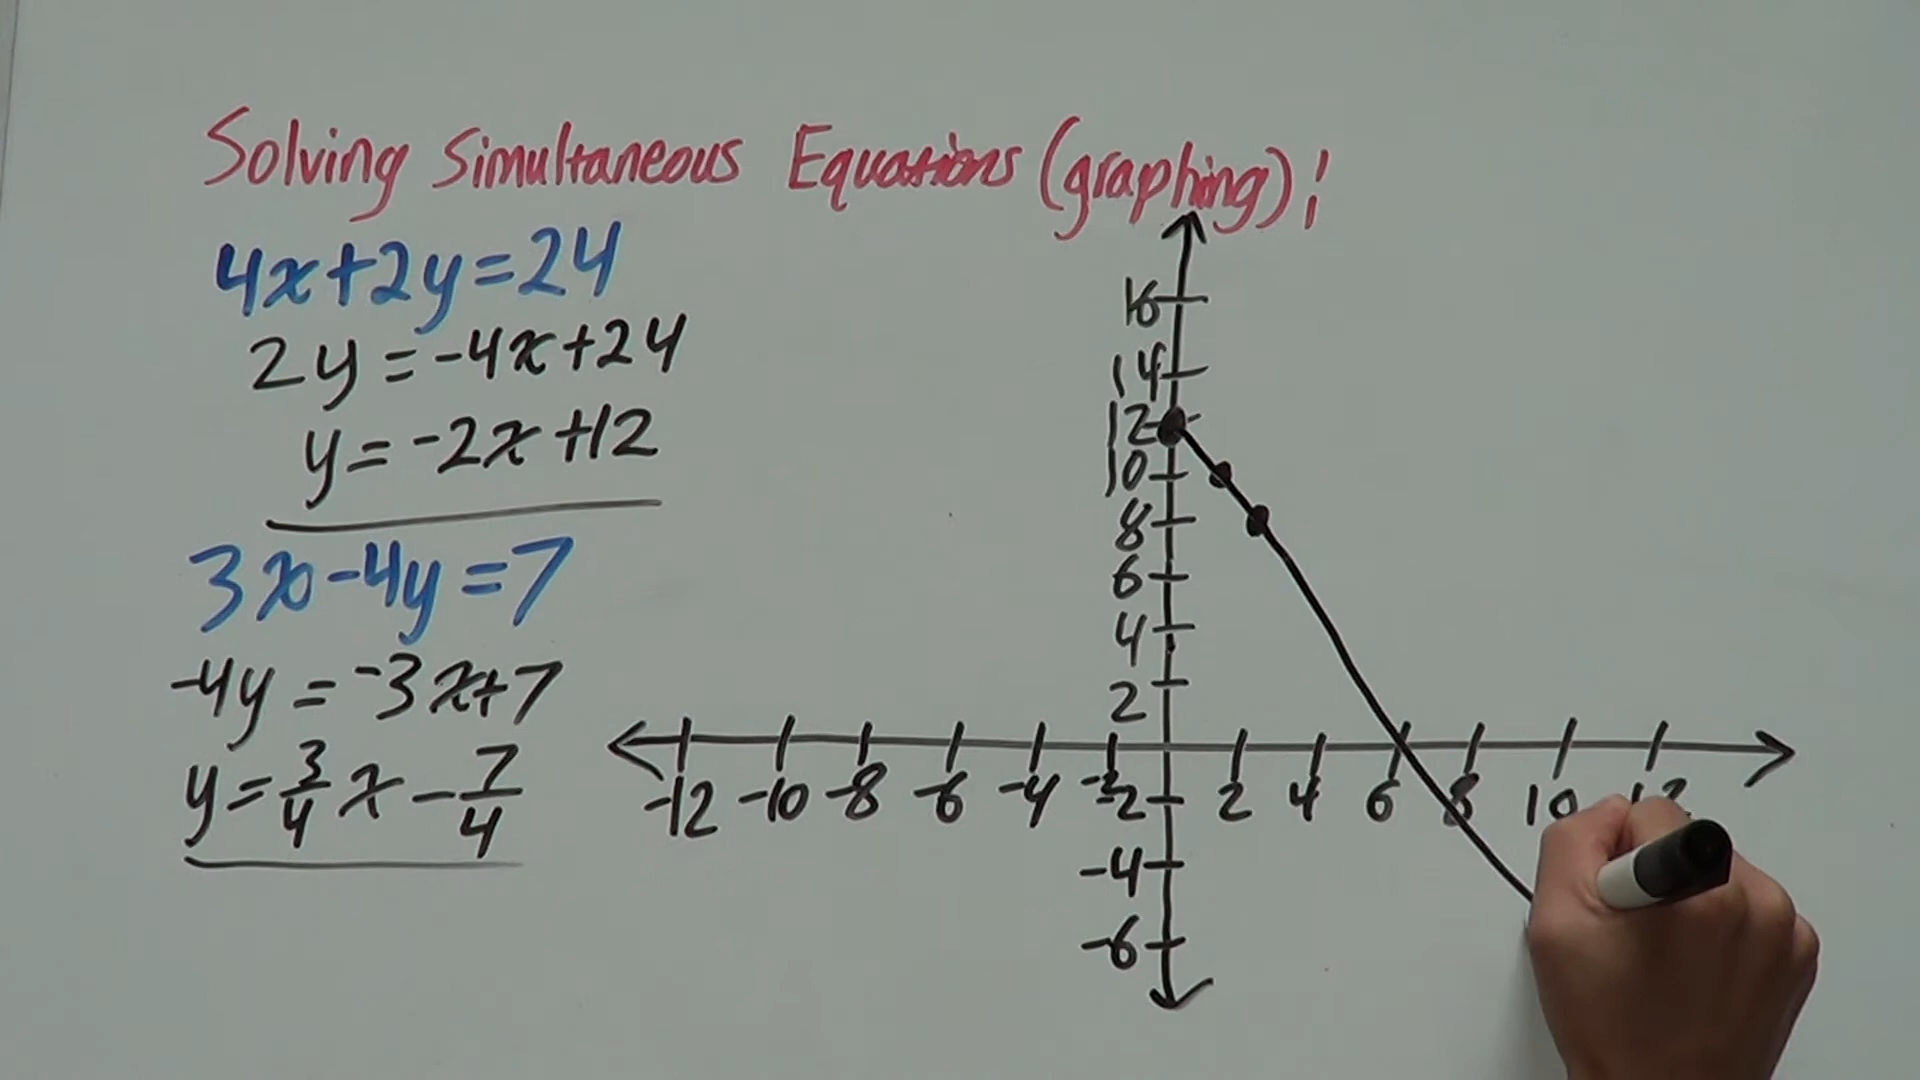 Solving Simultaneous Equations (graphing):
4x+2y=24
2y=-4x+24
y=-2x+12
3x-4y=7
-4y=-3x+7
y=3/4x-7/4
16
14
12
10
8
6
4
2
-12 -10 -8 -6 -4 -2 -2 2 4 6 8 10 12
-4
-6